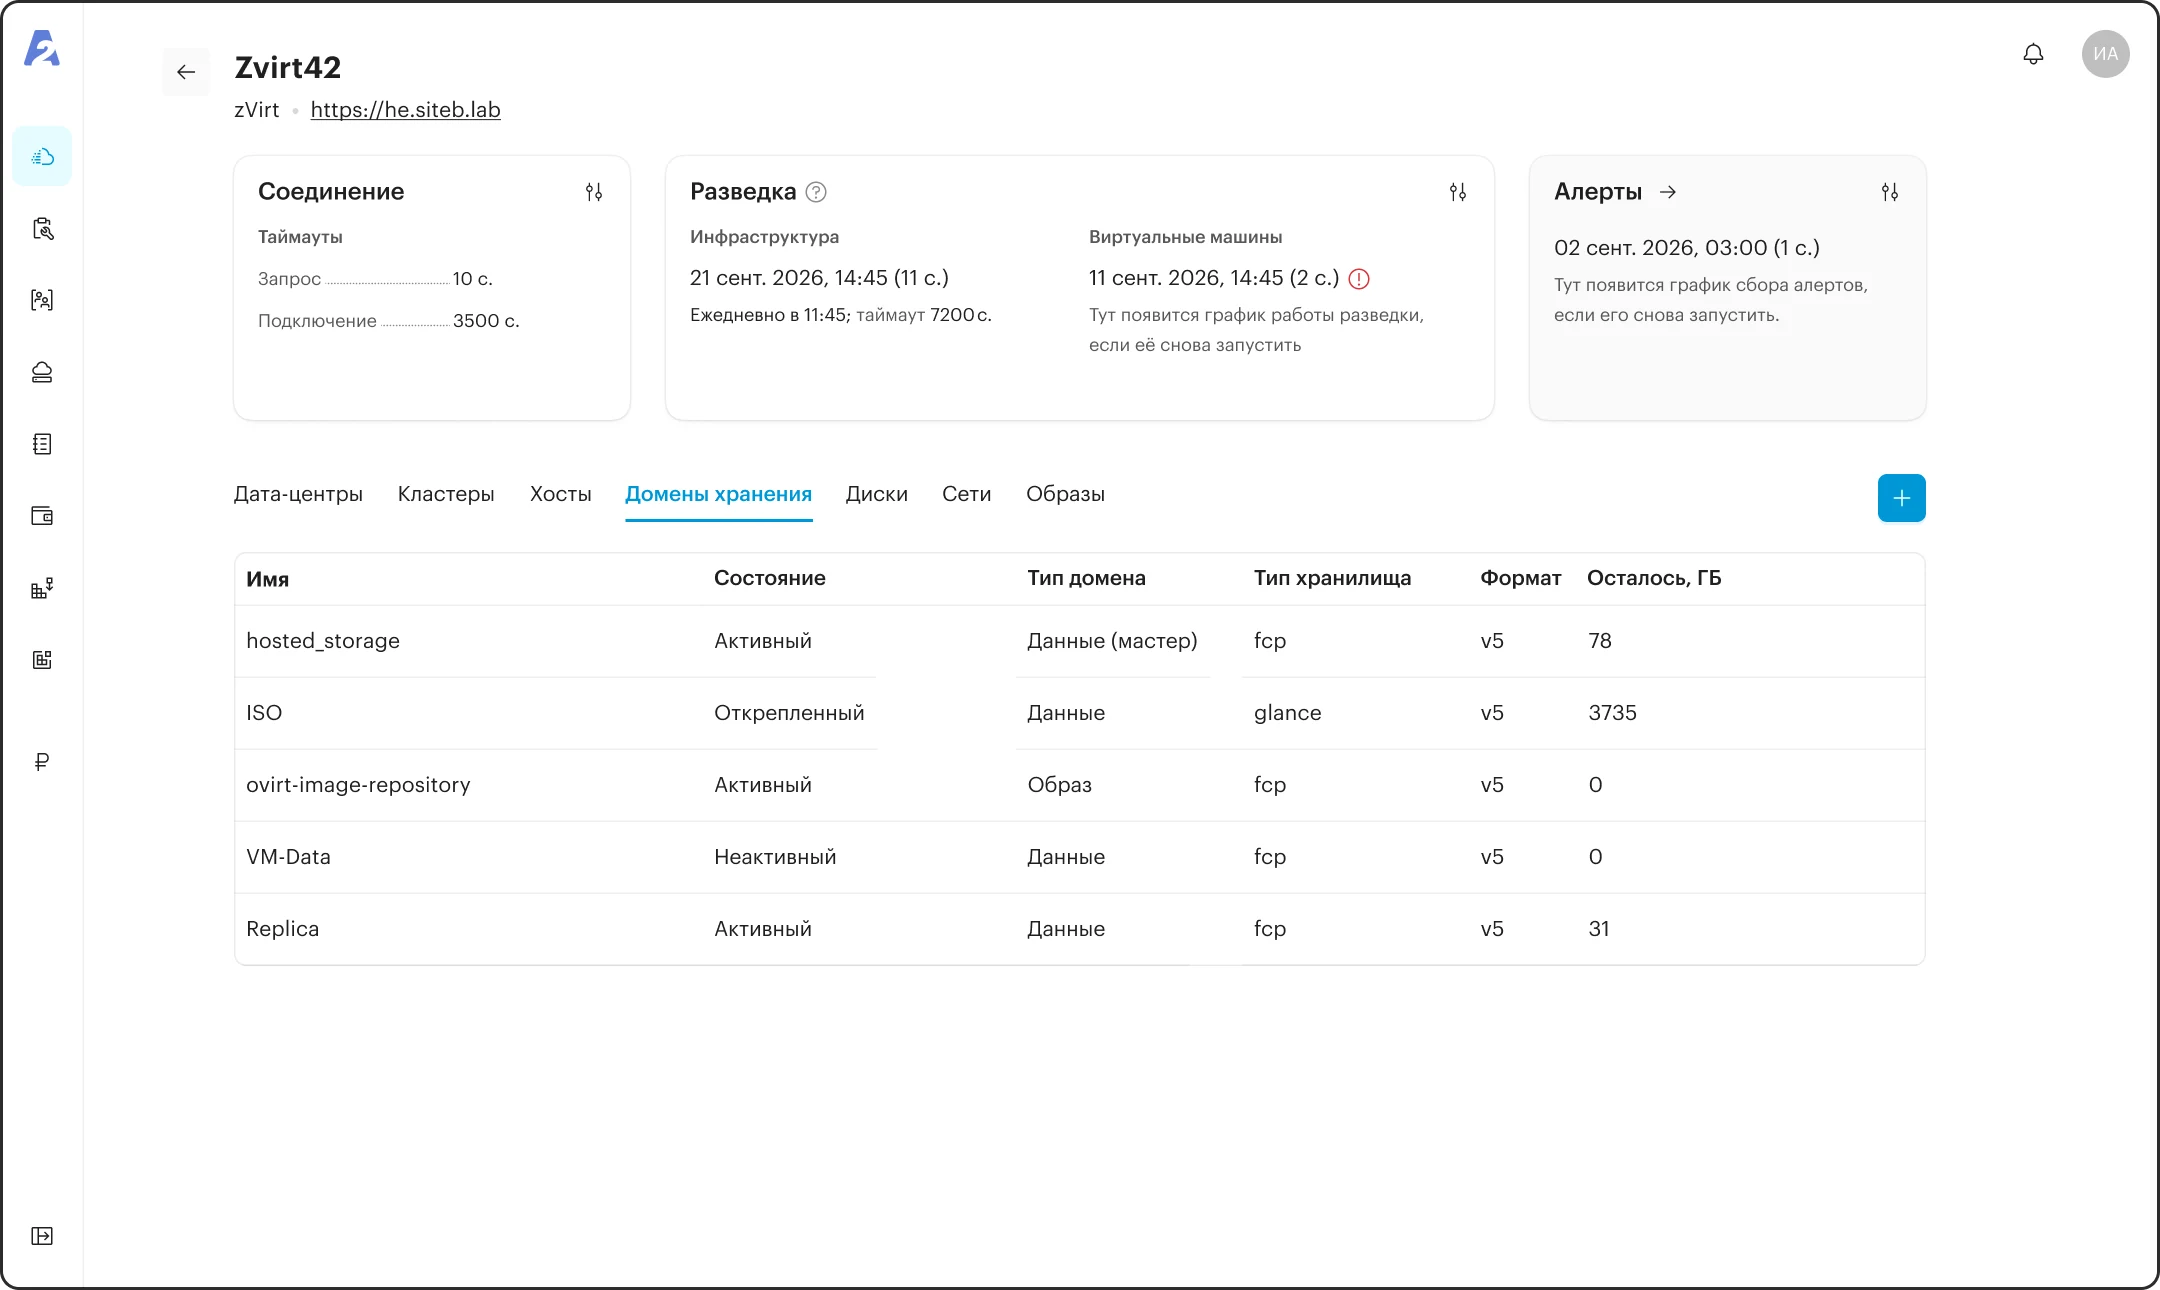 Zvirt42
zVirt • https://he.siteb.lab
ИА
Соединение
Таймауты
Запрос 10 с.
Подключение 3500 с.
Разведка ?
Инфраструктура
21 сент. 2026, 14:45 (11 с.)
Ежедневно в 11:45; таймаут 7200 с.
Виртуальные машины
11 сент. 2026, 14:45 (2 с.)
Тут появится график работы разведки,
если её снова запустить
Алерты →
02 сент. 2026, 03:00 (1 с.)
Тут появится график сбора алертов,
если его снова запустить.
Дата-центры Кластеры Хосты Домены хранения Диски Сети Образы
Имя Состояние Тип домена Тип хранилища Формат Осталось, ГБ
hosted_storage Активный Данные (мастер) fcp v5 78
ISO Открепленный Данные glance v5 3735
ovirt-image-repository Активный Образ fcp v5 0
VM-Data Неактивный Данные fcp v5 0
Replica Активный Данные fcp v5 31